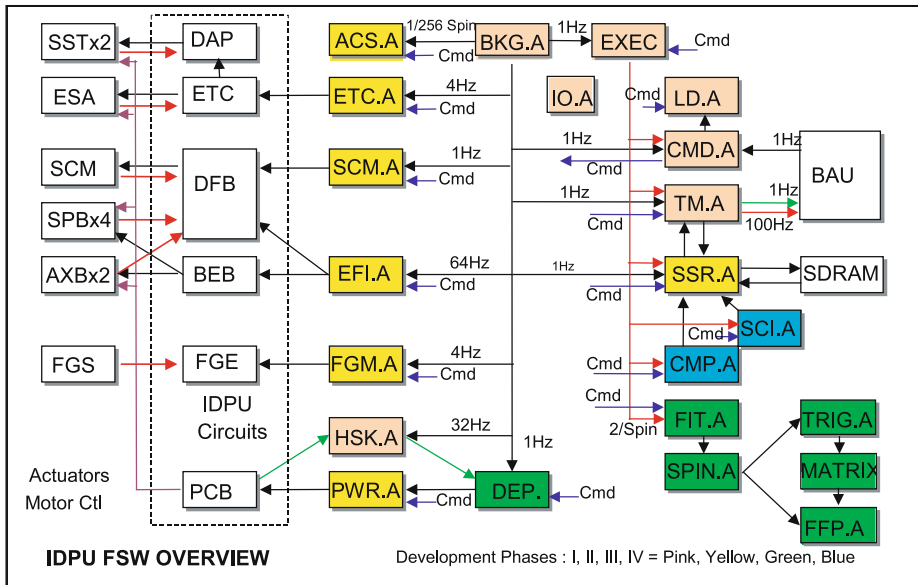 SSTx2
DAP
ACS.A
1/256 Spin
BKG.A
1Hz
EXEC
Cmd
Cmd
ESA
ETC
ETC.A
4Hz
Cmd
IO.A
Cmd
LD.A
SCM
DFB
SCM.A
1Hz
Cmd
1Hz
Cmd
CMD.A
1Hz
BAU
SPBx4
1Hz
Cmd
TM.A
1Hz
100Hz
AXBx2
BEB
EFI.A
64Hz
Cmd
1Hz
Cmd
SSR.A
SDRAM
Cmd
SCI.A
FGS
FGE
FGM.A
4Hz
Cmd
Cmd
CMP.A
IDPU
Circuits
HSK.A
32Hz
1Hz
Cmd
2/Spin
FIT.A
TRIG.A
Actuators
Motor Ctl
PCB
PWR.A
Cmd
DEP.
Cmd
SPIN.A
MATRIX
FFP.A
IDPU FSW OVERVIEW
Development Phases : I, II, III, IV = Pink, Yellow, Green, Blue